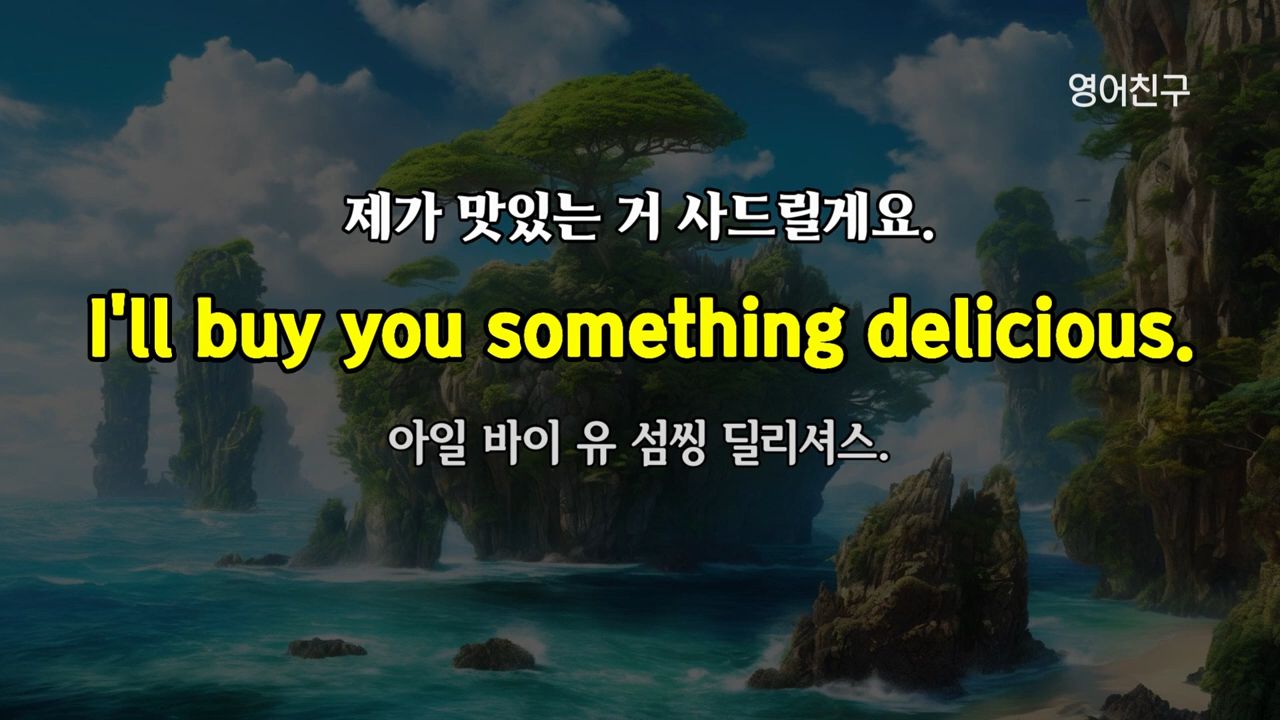 영어친구
제가 맛있는 거 사드릴게요.
I'll buy you something delicious.
아일 바이 유 섬씽 딜리셔스.